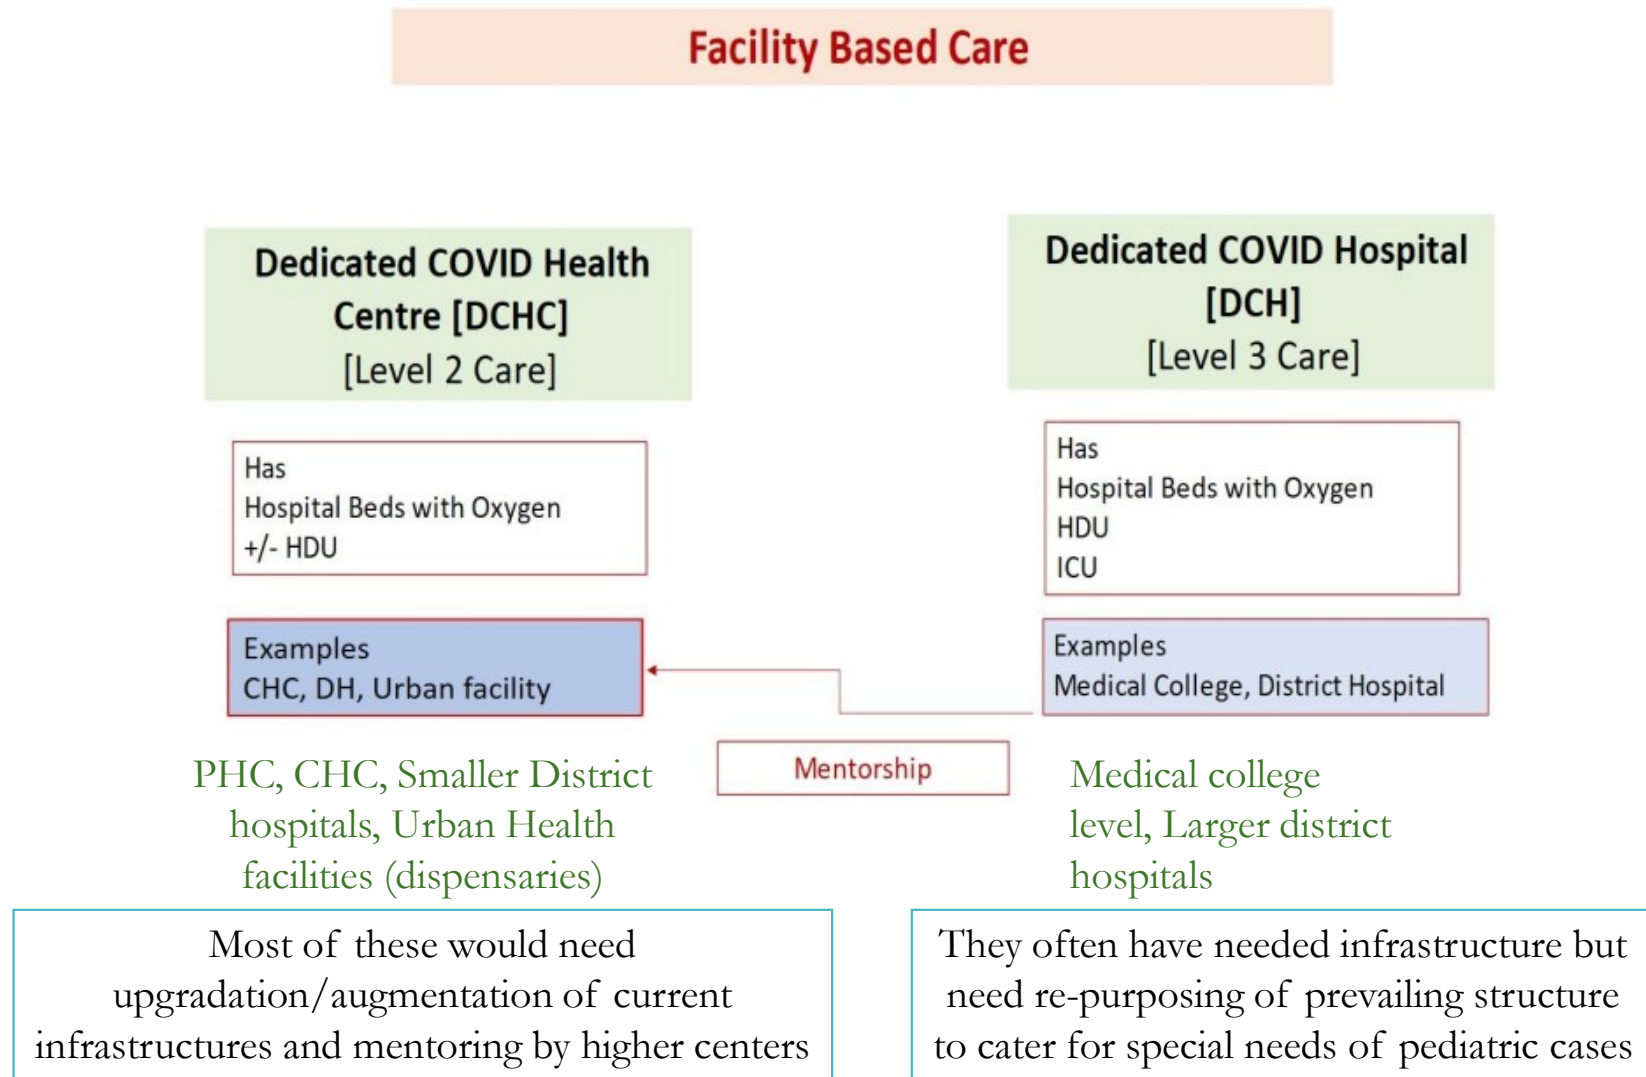 Facility Based Care
Dedicated COVID Health
Centre [DCHC]
[Level 2 Care]
Has
Hospital Beds with Oxygen
+/- HDU
Examples
CHC, DH, Urban facility
PHC, CHC, Smaller District
hospitals, Urban Health
facilities (dispensaries)
Most of these would need
upgradation/augmentation of current
infrastructures and mentoring by higher centers
Mentorship
Dedicated COVID Hospital
[DCH]
[Level 3 Care]
Has
Hospital Beds with Oxygen
HDU
ICU
Examples
Medical College, District Hospital
Medical college
level, Larger district
hospitals
They often have needed infrastructure but
need re-purposing of prevailing structure
to cater for special needs of pediatric cases